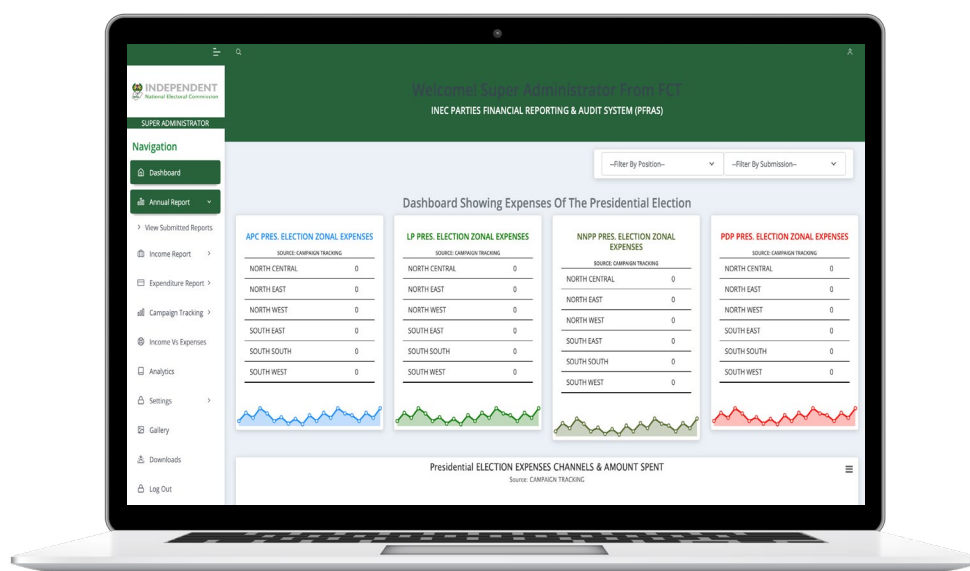 INDEPENDENT
National Electoral Commission
SUPER ADMINISTRATOR
Navigation
Dashboard
Annual Report
View Submitted Reports
Income Report
Expenditure Report
Campaign Tracking
Income Vs Expenses
Analytics
Settings
Gallery
Downloads
Log Out
Welcome! Super Administrator From FCT
INEC PARTIES FINANCIAL REPORTING & AUDIT SYSTEM (PFRAS)
--Filter By Position--
--Filter By Submission--
Dashboard Showing Expenses Of The Presidential Election
APC PRES. ELECTION ZONAL EXPENSES
SOURCE: CAMPAIGN TRACKING
NORTH CENTRAL 0
NORTH EAST 0
NORTH WEST 0
SOUTH EAST 0
SOUTH SOUTH 0
SOUTH WEST 0
LP PRES. ELECTION ZONAL EXPENSES
SOURCE: CAMPAIGN TRACKING
NORTH CENTRAL 0
NORTH EAST 0
NORTH WEST 0
SOUTH EAST 0
SOUTH SOUTH 0
SOUTH WEST 0
NNPP PRES. ELECTION ZONAL
EXPENSES
SOURCE: CAMPAIGN TRACKING
NORTH CENTRAL 0
NORTH EAST 0
NORTH WEST 0
SOUTH EAST 0
SOUTH SOUTH 0
SOUTH WEST 0
PDP PRES. ELECTION ZONAL EXPENSES
SOURCE: CAMPAIGN TRACKING
NORTH CENTRAL 0
NORTH EAST 0
NORTH WEST 0
SOUTH EAST 0
SOUTH SOUTH 0
SOUTH WEST 0
Presidential ELECTION EXPENSES CHANNELS & AMOUNT SPENT
Source: CAMPAIGN TRACKING